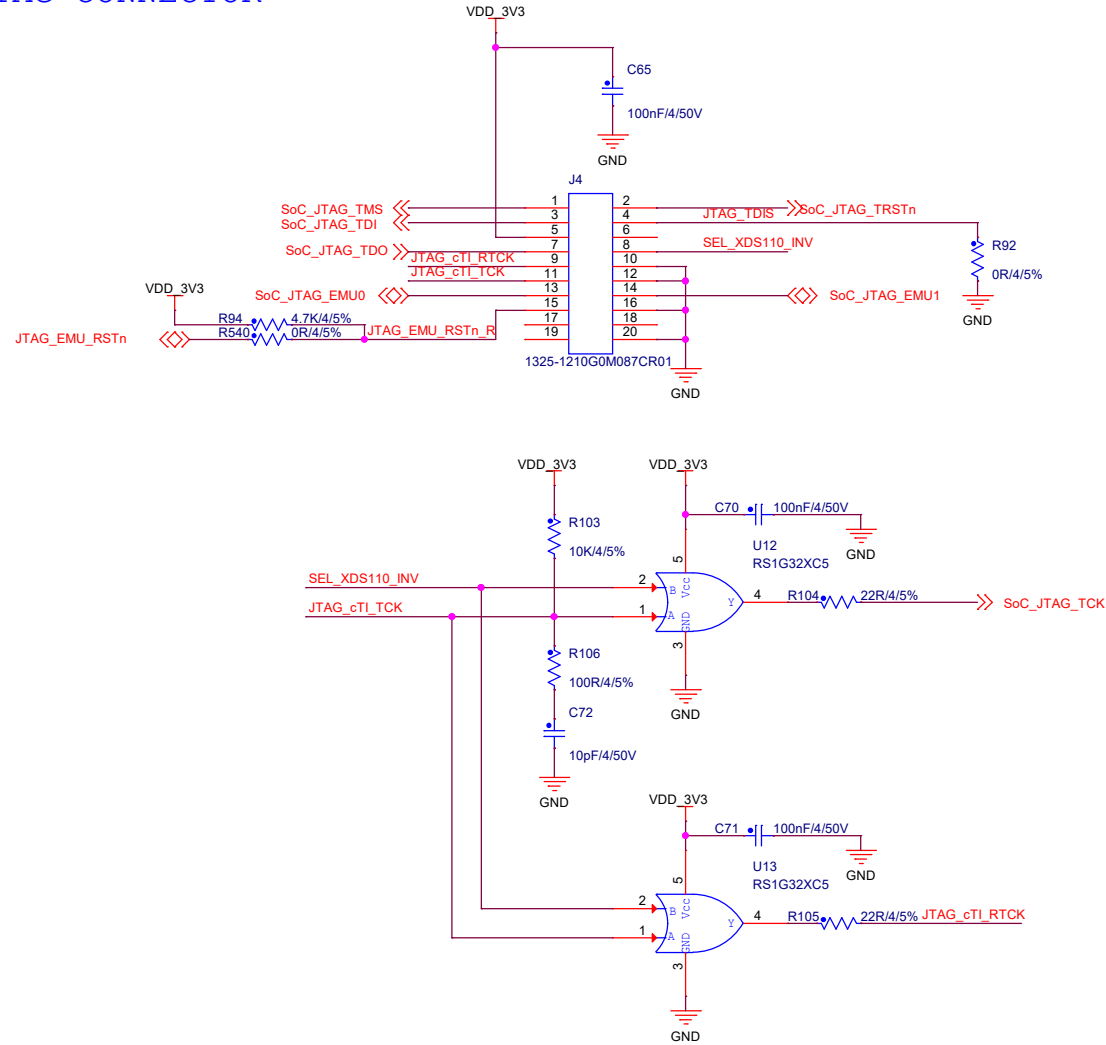 CONNECTOR
VDD_3V3
C65
100nF/4/50V
GND
J4
SoC_JTAG_TMS 1 2 SoC_JTAG_TRSTn
SoC_JTAG_TDI 3 4 JTAG_TDIS
5 6
SoC_JTAG_TDO 7 8 SEL_XDS110_INV
JTAG_cTI_RTCK 9 10
JTAG_cTI_TCK 11 12
SoC_JTAG_EMU0 13 14 SoC_JTAG_EMU1
15 16
17 18
19 20
R92
0R/4/5%
GND
VDD_3V3
R94 4.7K/4/5%
JTAG_EMU_RSTn R540 0R/4/5% JTAG_EMU_RSTn_R
1325-1210G0M087CR01
GND
VDD_3V3 VDD_3V3
C70 100nF/4/50V
GND
R103
10K/4/5%
U12
RS1G32XC5
5
SEL_XDS110_INV 2 B Vcc
Y 4 R104 22R/4/5% SoC_JTAG_TCK
JTAG_cTI_TCK 1 A GND
3
GND
R106
100R/4/5%
C72
10pF/4/50V
GND
VDD_3V3
C71 100nF/4/50V
GND
U13
RS1G32XC5
5
2 B Vcc
Y 4 R105 22R/4/5% JTAG_cTI_RTCK
1 A GND
3
GND